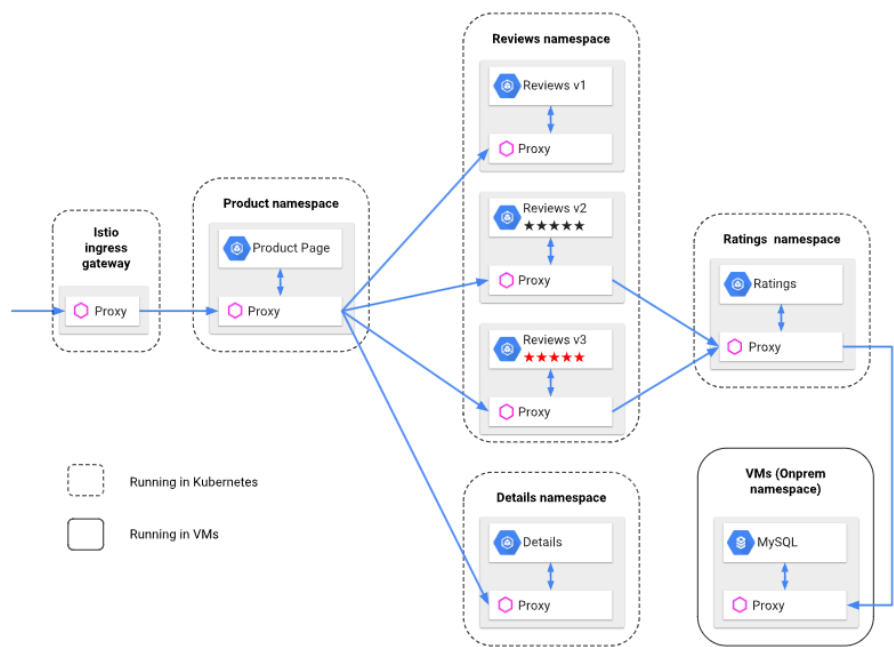 Istio
ingress
gateway
Proxy
Product namespace
Product Page
Proxy
Reviews namespace
Reviews v1
Proxy
Reviews v2
★★★★★
Proxy
Reviews v3
★★★★★
Proxy
Ratings namespace
Ratings
Proxy
Details namespace
Details
Proxy
VMs (Onprem
namespace)
MySQL
Proxy
Running in Kubernetes
Running in VMs